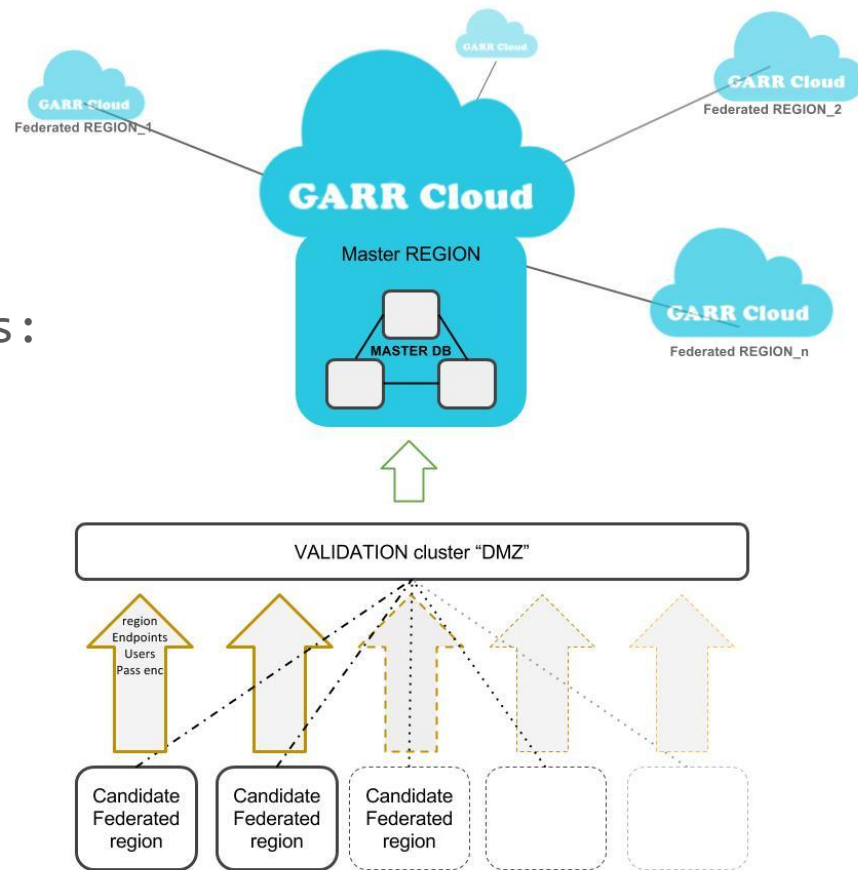 GARR Cloud
GARR Cloud
Federated REGION_1
GARR Cloud
Federated REGION_2
GARR Cloud
Master REGION
MASTER DB
GARR Cloud
Federated REGION_n
s:
VALIDATION cluster “DMZ”
region
Endpoints
Users
Pass enc
Candidate
Federated
region
Candidate
Federated
region
Candidate
Federated
region